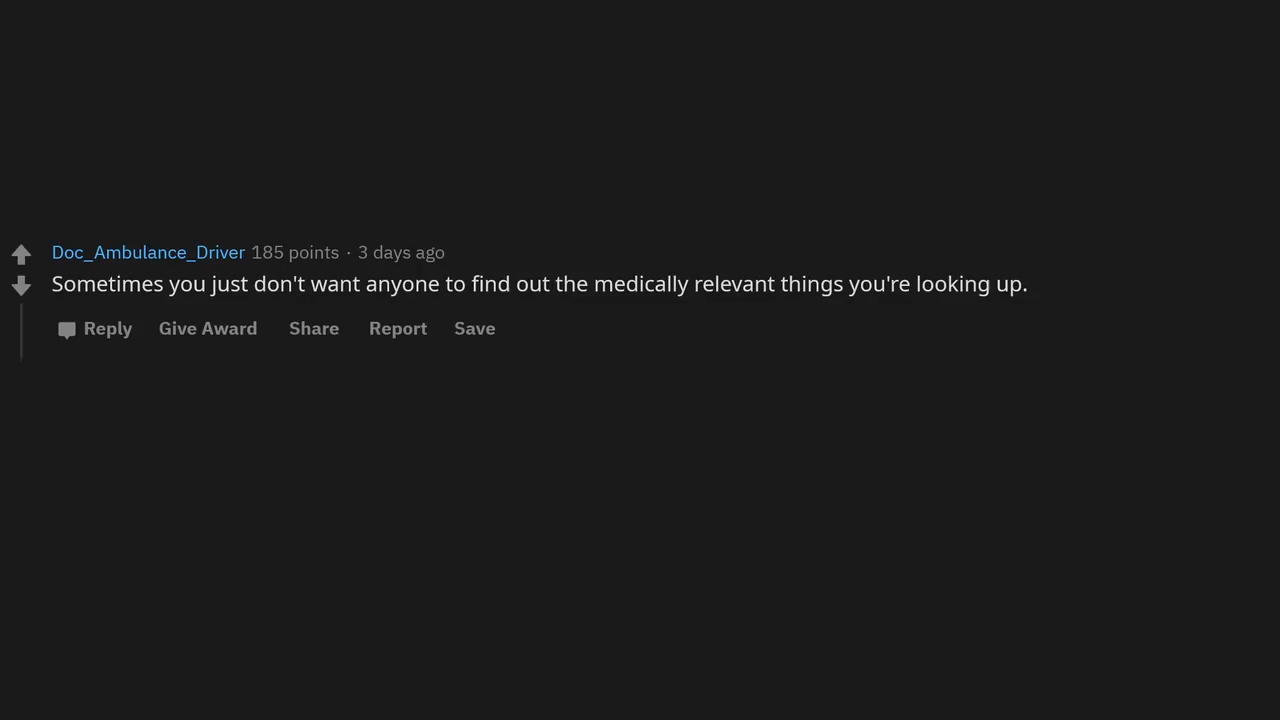 Doc_Ambulance_Driver 185 points · 3 days ago
Sometimes you just don't want anyone to find out the medically relevant things you're looking up.
Reply Give Award Share Report Save